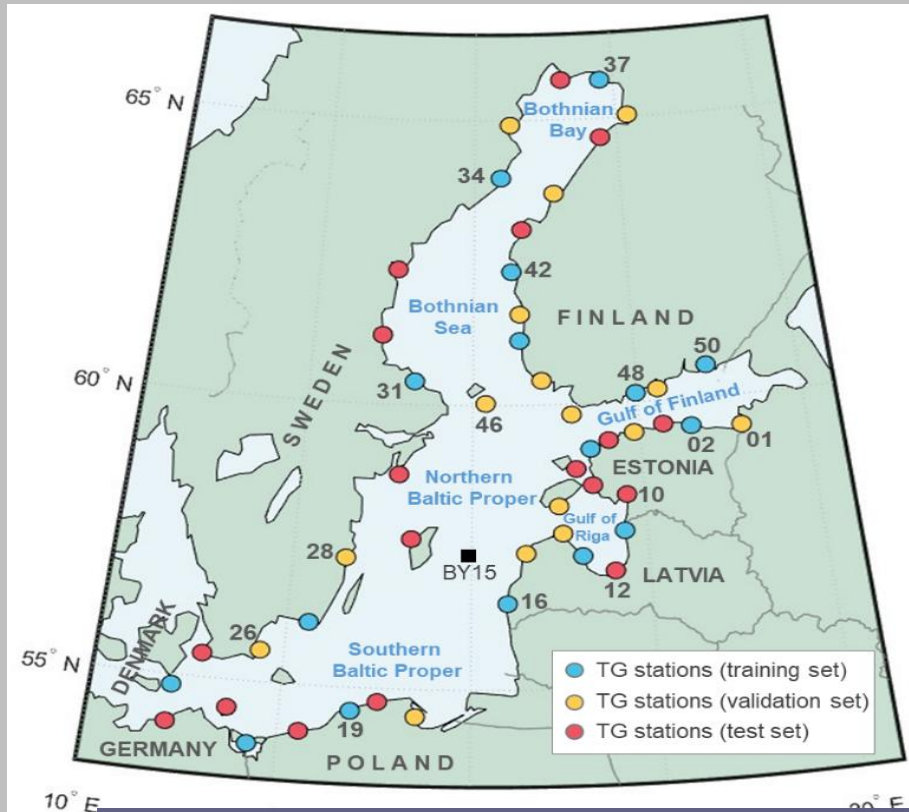 37
65° N
Bothnian
Bay
34
42
Bothnian
Sea
FINLAND
50
60° N
48
31
Gulf of Finland
SWEDEN
46
02
01
ESTONIA
Northern
Baltic Proper
10
Gulf of
Riga
28
BY15
LATVIA
12
16
DENMARK
26
Southern
Baltic Proper
55° N
TG stations (training set)
TG stations (validation set)
TG stations (test set)
19
GERMANY
POLAND
10° E